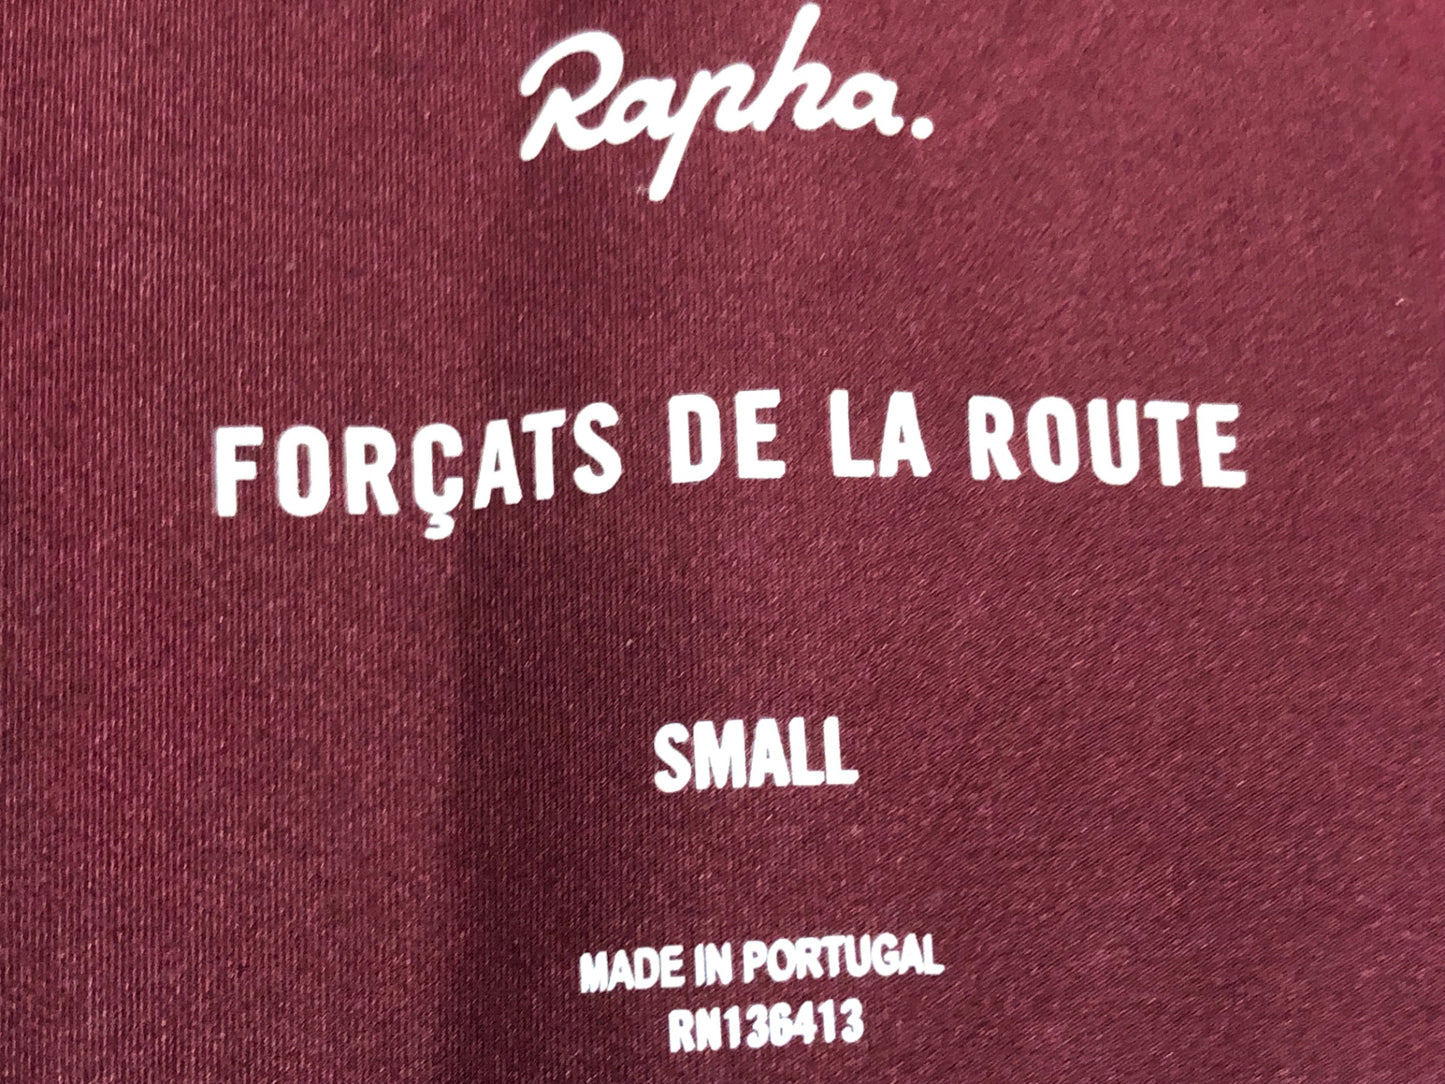 Rapha.
FORÇATS DE LA ROUTE
SMALL
MADE IN PORTUGAL
RN136413